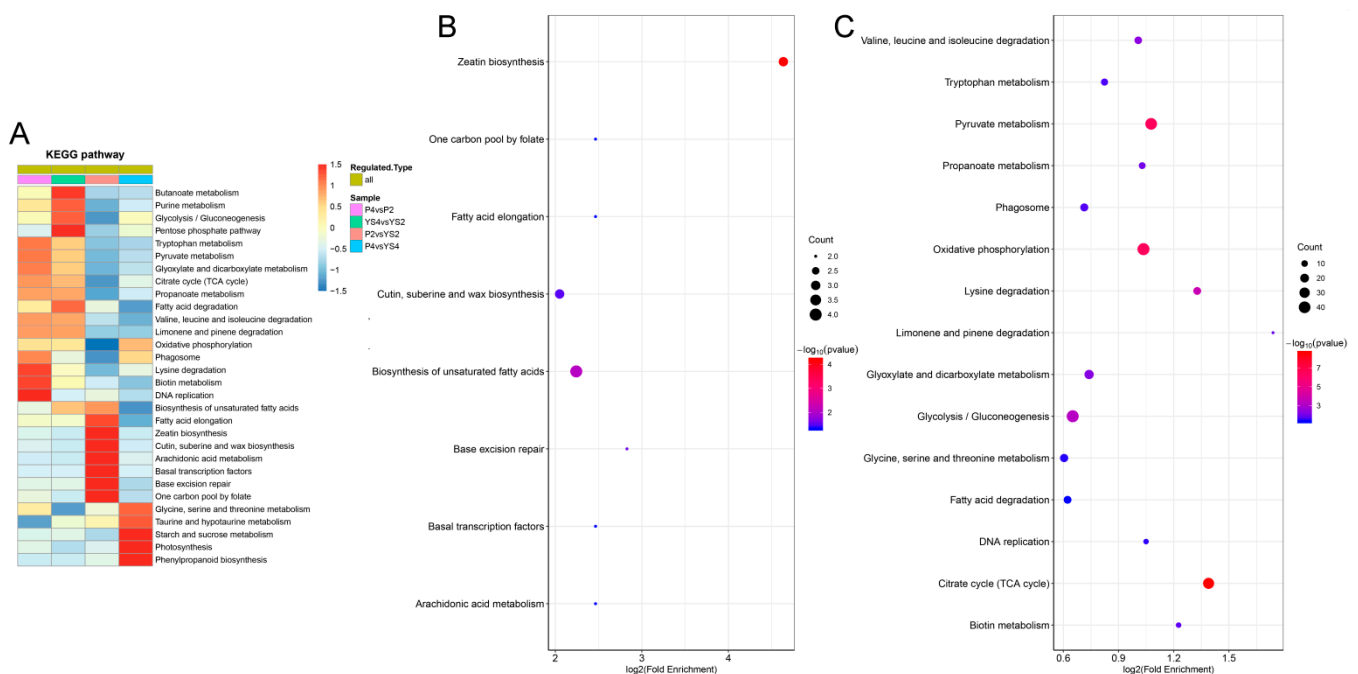 A
KEGG pathway
Butanoate metabolism
Purine metabolism
Glycolysis / Gluconeogenesis
Pentose phosphate pathway
Tryptophan metabolism
Pyruvate metabolism
Glyoxylate and dicarboxylate metabolism
Citrate cycle (TCA cycle)
Propanoate metabolism
Fatty acid degradation
Valine, leucine and isoleucine degradation
Limonene and pinene degradation
Oxidative phosphorylation
Phagosome
Lysine degradation
Biotin metabolism
DNA replication
Biosynthesis of unsaturated fatty acids
Fatty acid elongation
Zeatin biosynthesis
Cutin, suberine and wax biosynthesis
Arachidonic acid metabolism
Basal transcription factors
Base excision repair
One carbon pool by folate
Glycine, serine and threonine metabolism
Taurine and hypotaurine metabolism
Starch and sucrose metabolism
Photosynthesis
Phenylpropanoid biosynthesis
1.5
1
0.5
0
−0.5
−1
−1.5
Regulated.Type
all
Sample
P4vsP2
YS4vsYS2
P2vsYS2
P4vsYS4
B
Zeatin biosynthesis
One carbon pool by folate
Fatty acid elongation
Cutin, suberine and wax biosynthesis
Biosynthesis of unsaturated fatty acids
Base excision repair
Basal transcription factors
Arachidonic acid metabolism
2 3 4
log2(Fold Enrichment)
Count
2.0
2.5
3.0
3.5
4.0
−log10(pvalue)
4
3
2
C
Valine, leucine and isoleucine degradation
Tryptophan metabolism
Pyruvate metabolism
Propanoate metabolism
Phagosome
Oxidative phosphorylation
Lysine degradation
Limonene and pinene degradation
Glyoxylate and dicarboxylate metabolism
Glycolysis / Gluconeogenesis
Glycine, serine and threonine metabolism
Fatty acid degradation
DNA replication
Citrate cycle (TCA cycle)
Biotin metabolism
0.6 0.9 1.2 1.5
log2(Fold Enrichment)
Count
10
20
30
40
−log10(pvalue)
7
5
3